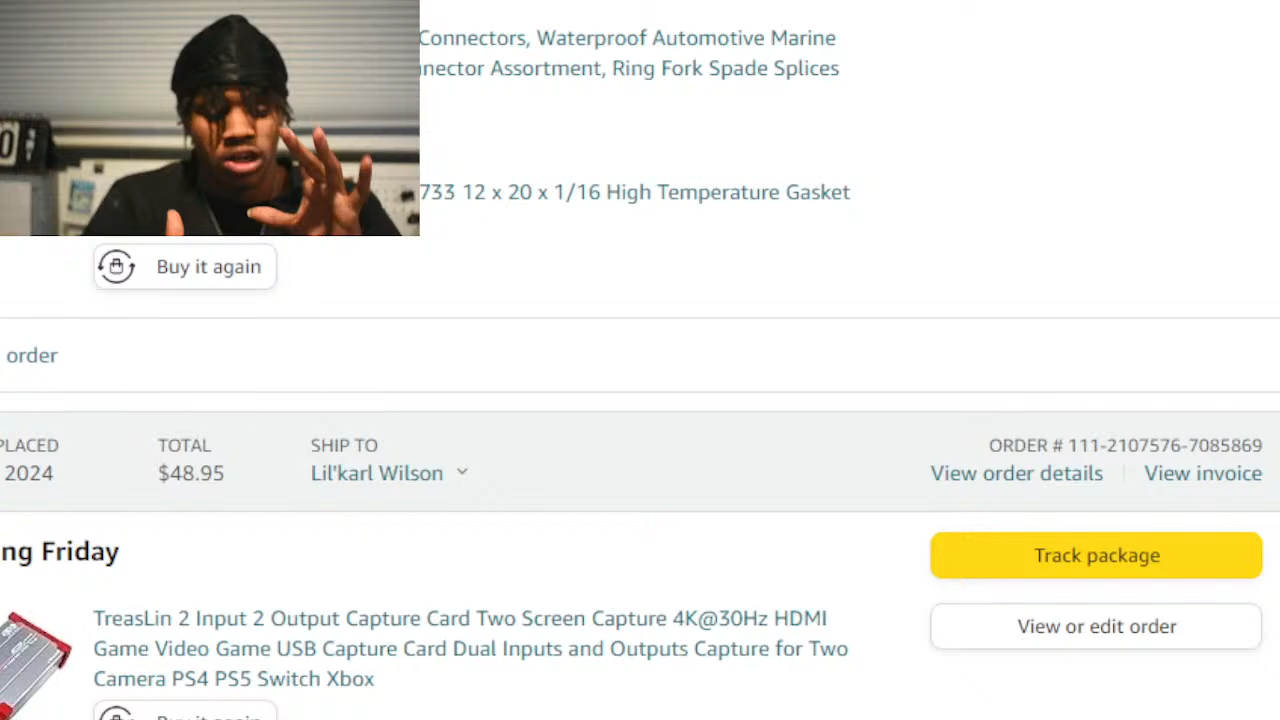 Connectors, Waterproof Automotive Marine
nnector Assortment, Ring Fork Spade Splices
733 12 x 20 x 1/16 High Temperature Gasket
Buy it again
order
PLACED
TOTAL
SHIP TO
ORDER # 111-2107576-7085869
2024
$48.95
Lil'karl Wilson
View order details
View invoice
ng Friday
Track package
TreasLin 2 Input 2 Output Capture Card Two Screen Capture 4K@30Hz HDMI
Game Video Game USB Capture Card Dual Inputs and Outputs Capture for Two
Camera PS4 PS5 Switch Xbox
View or edit order
Buy it again